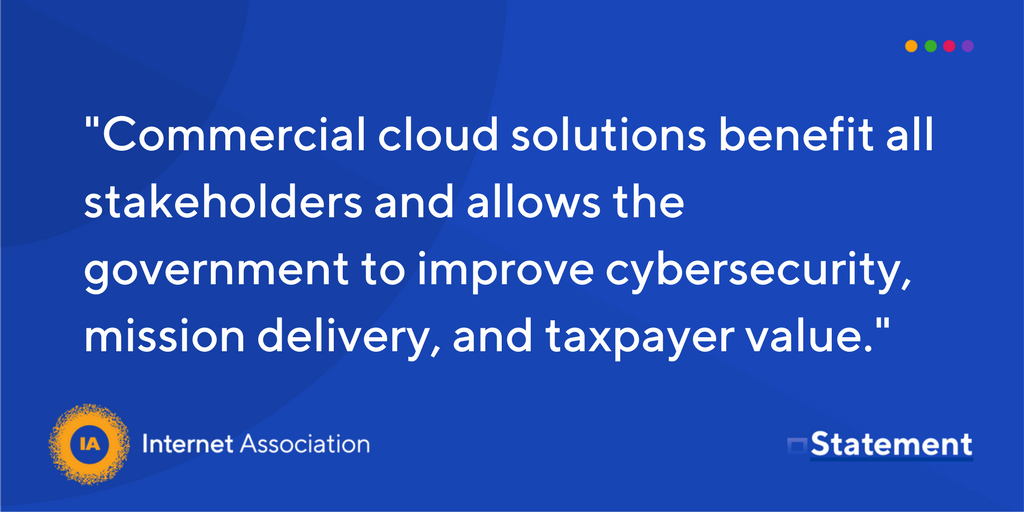 "Commercial cloud solutions benefit all
stakeholders and allows the
government to improve cybersecurity,
mission delivery, and taxpayer value."
IA
Internet Association
Statement